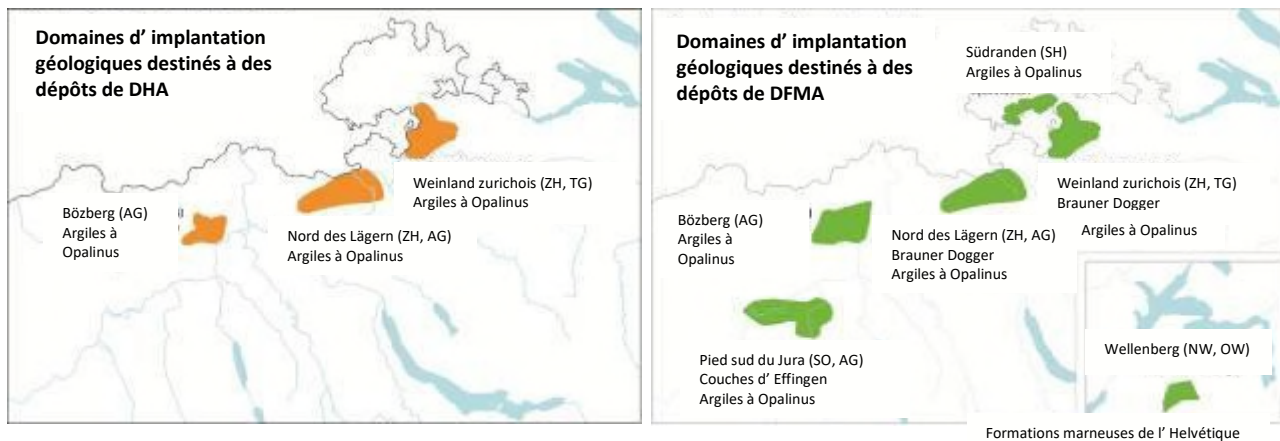 Domaines d' implantation
géologiques destinés à des
dépôts de DHA
Weinland zurichois (ZH, TG)
Argiles à Opalinus
Bözberg (AG)
Argiles à
Opalinus
Nord des Lägern (ZH, AG)
Argiles à Opalinus
Domaines d' implantation
géologiques destinés à des
dépôts de DFMA
Südranden (SH)
Argiles à Opalinus
Weinland zurichois (ZH, TG)
Brauner Dogger
Argiles à Opalinus
Bözberg (AG)
Argiles à
Opalinus
Nord des Lägern (ZH, AG)
Brauner Dogger
Argiles à Opalinus
Pied sud du Jura (SO, AG)
Couches d' Effingen
Argiles à Opalinus
Wellenberg (NW, OW)
Formations marneuses de l' Helvétique